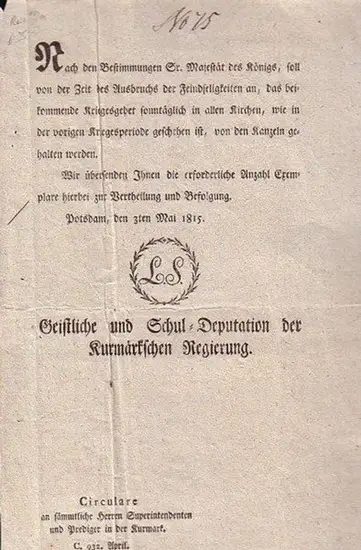 No 75
Nach den Bestimmungen Sr. Majestät des Königs, soll
von der Zeit des Ausbruchs der Feindseligkeiten an, das bei-
kommende Kriegesgebet sonntäglich in allen Kirchen, wie in
der vorigen Kriegesperiode geschehen ist, von den Kanzeln ge-
halten werden.
Wir übersenden Ihnen die erforderliche Anzahl Exem-
plare hierbei zur Vertheilung und Befolgung.
Potsdam, den 3ten Mai 1815.
L.S.
Geistliche und Schul-Deputation der
Kurmärkschen Regierung.
Circulare
an sämmtliche Herren Superintendenten
und Prediger in der Kurmark.
C. 932. April.